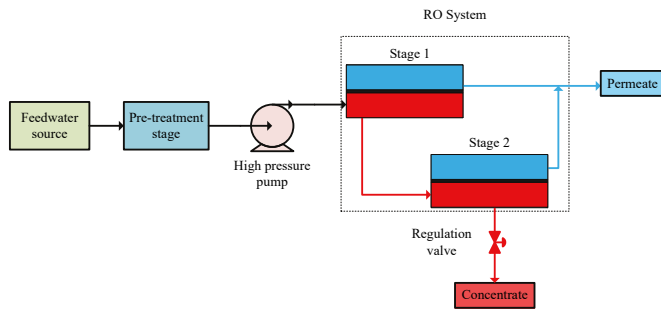 RO System
Stage 1
Permeate
Feedwater
source
Pre-treatment
stage
High pressure
pump
Stage 2
Regulation
valve
Concentrate